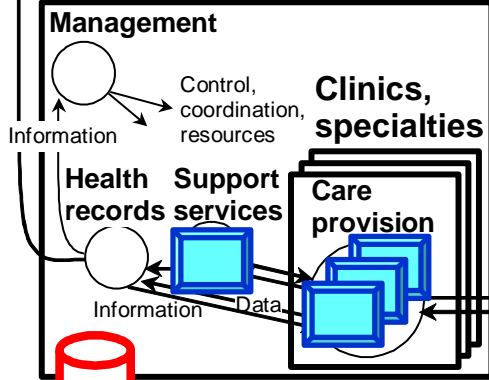 Management
Control,
coordination,
resources
Clinics,
specialties
Information
Health
records
Support
services
Care
provision
Information
Data